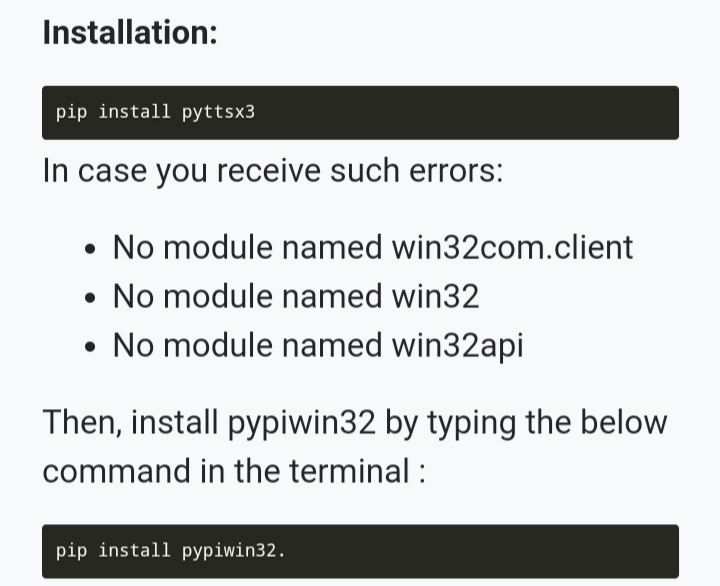 Installation:
pip install pyttsx3
In case you receive such errors:
No module named win32com.client
No module named win32
No module named win32api
Then, install pypiwin32 by typing the below
command in the terminal :
pip install pypiwin32.